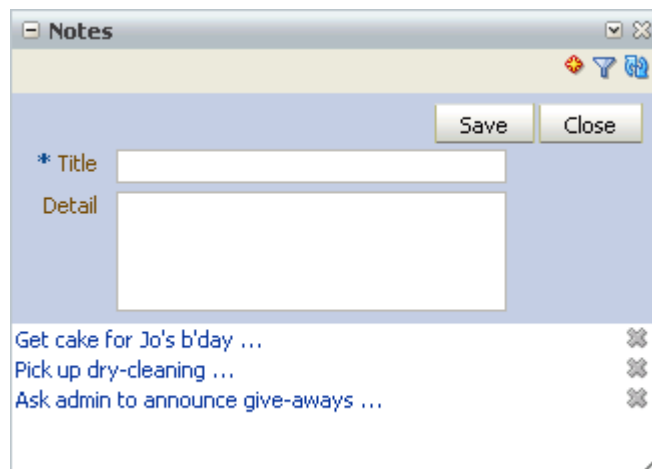 Notes
Save Close
* Title
Detail
Get cake for Jo's b'day ...
Pick up dry-cleaning ...
Ask admin to announce give-aways ...